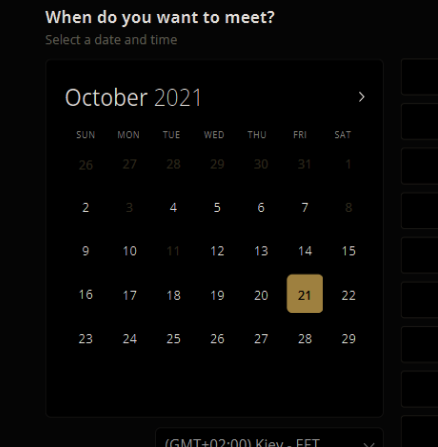 When do you want to meet?
Select a date and time
October 2021
SUN MON TUE WED THU FRI SAT
26 27 28 29 30 31 1
2 3 4 5 6 7 8
9 10 11 12 13 14 15
16 17 18 19 20 21 22
23 24 25 26 27 28 29
(GMT+02:00) Kiev - EET